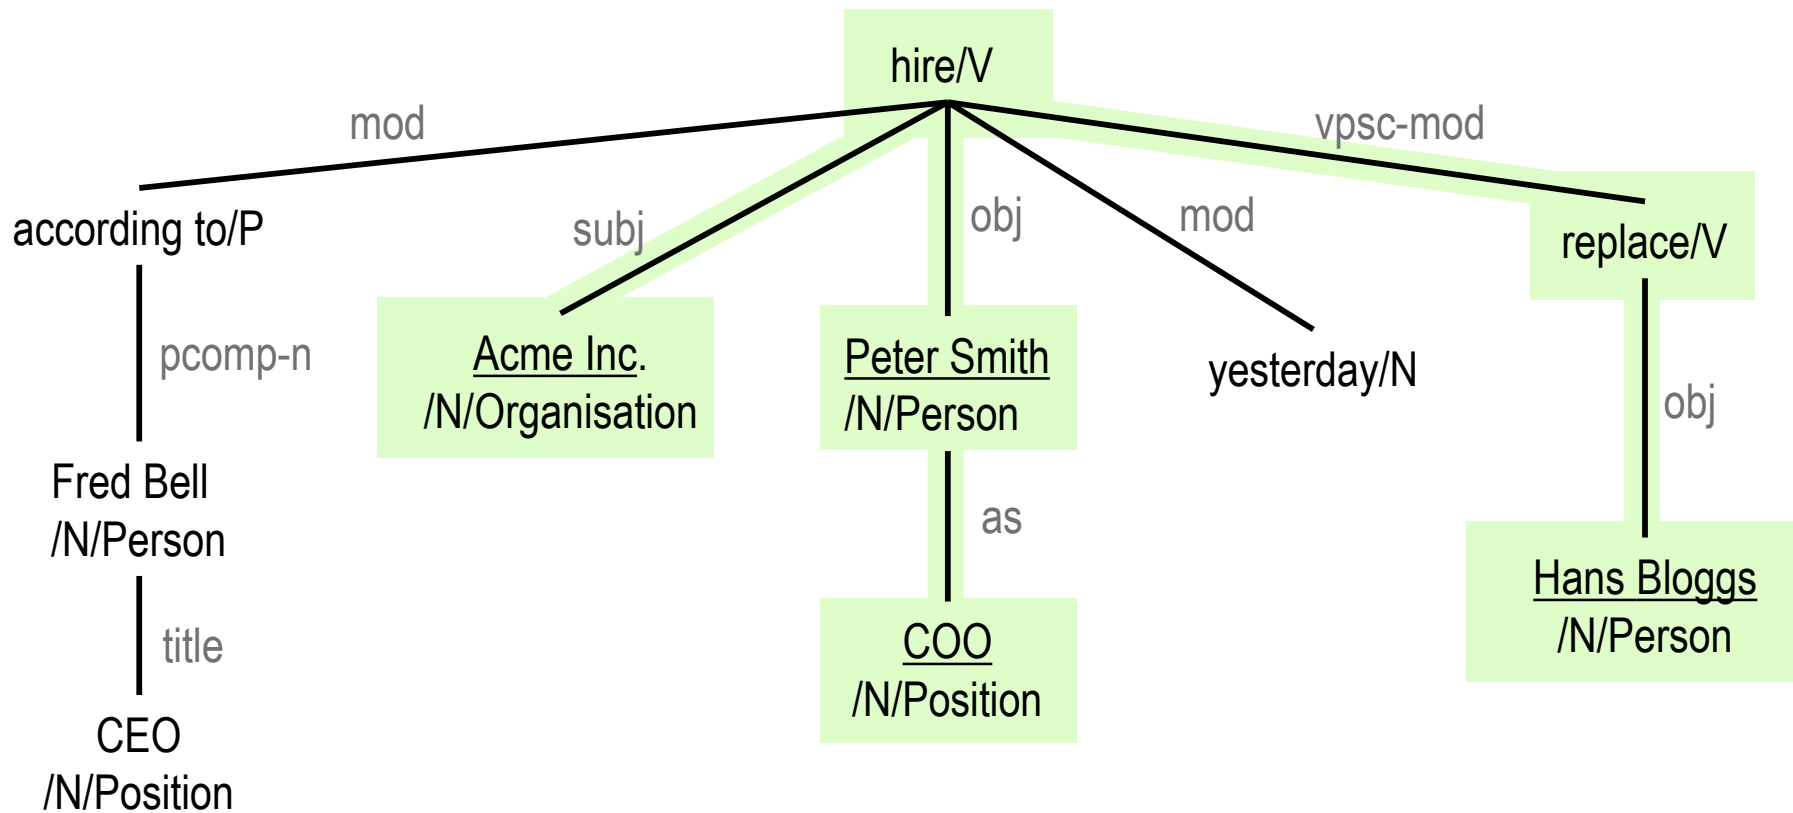 hire/V
mod
vpsc-mod
according to/P
subj
obj
mod
replace/V
pcomp-n
Acme Inc.
/N/Organisation
Peter Smith
/N/Person
yesterday/N
obj
Fred Bell
/N/Person
as
Hans Bloggs
/N/Person
title
COO
/N/Position
CEO
/N/Position